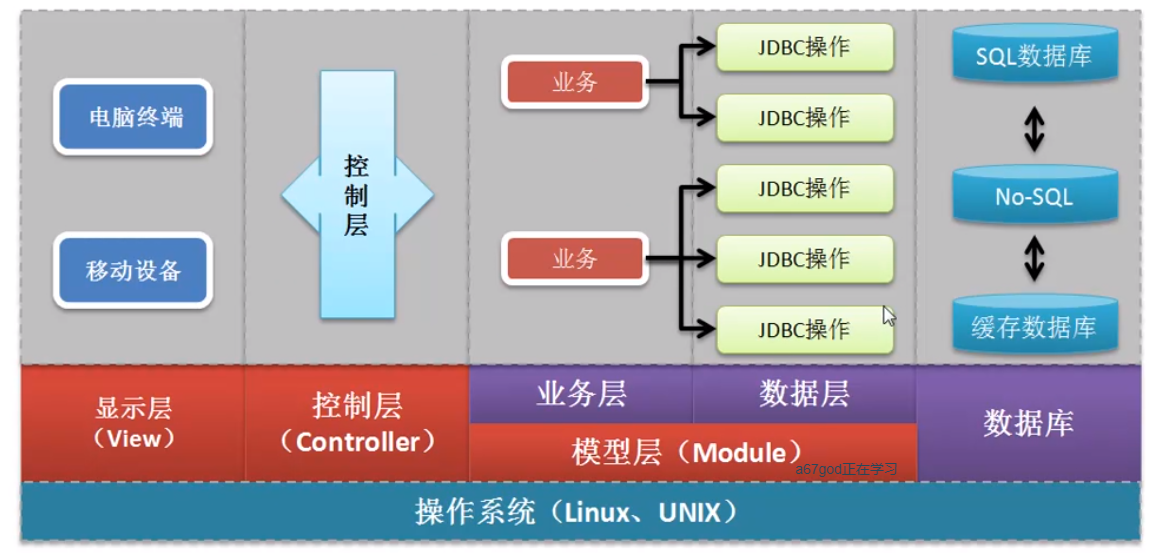 电脑终端
移动设备
控
制
层
业务
业务
JDBC操作
JDBC操作
JDBC操作
JDBC操作
JDBC操作
SQL数据库
No-SQL
缓存数据库
显示层
（View）
控制层
（Controller）
业务层
数据层
模型层（Module）
a67god正在学习
数据库
操作系统（Linux、UNIX）